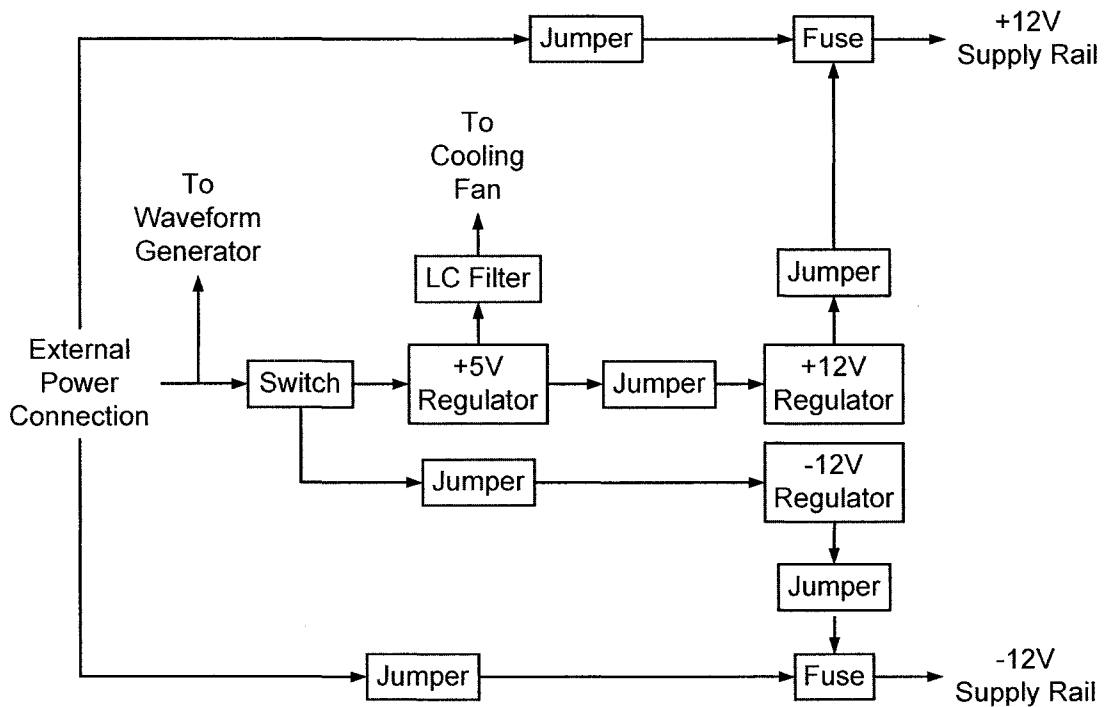 Jumper
Fuse
+12V
Supply Rail
To
Cooling
Fan
To
Waveform
Generator
LC Filter
Jumper
External
Power
Connection
Switch
+5V
Regulator
Jumper
+12V
Regulator
Jumper
-12V
Regulator
Jumper
Jumper
Fuse
-12V
Supply Rail